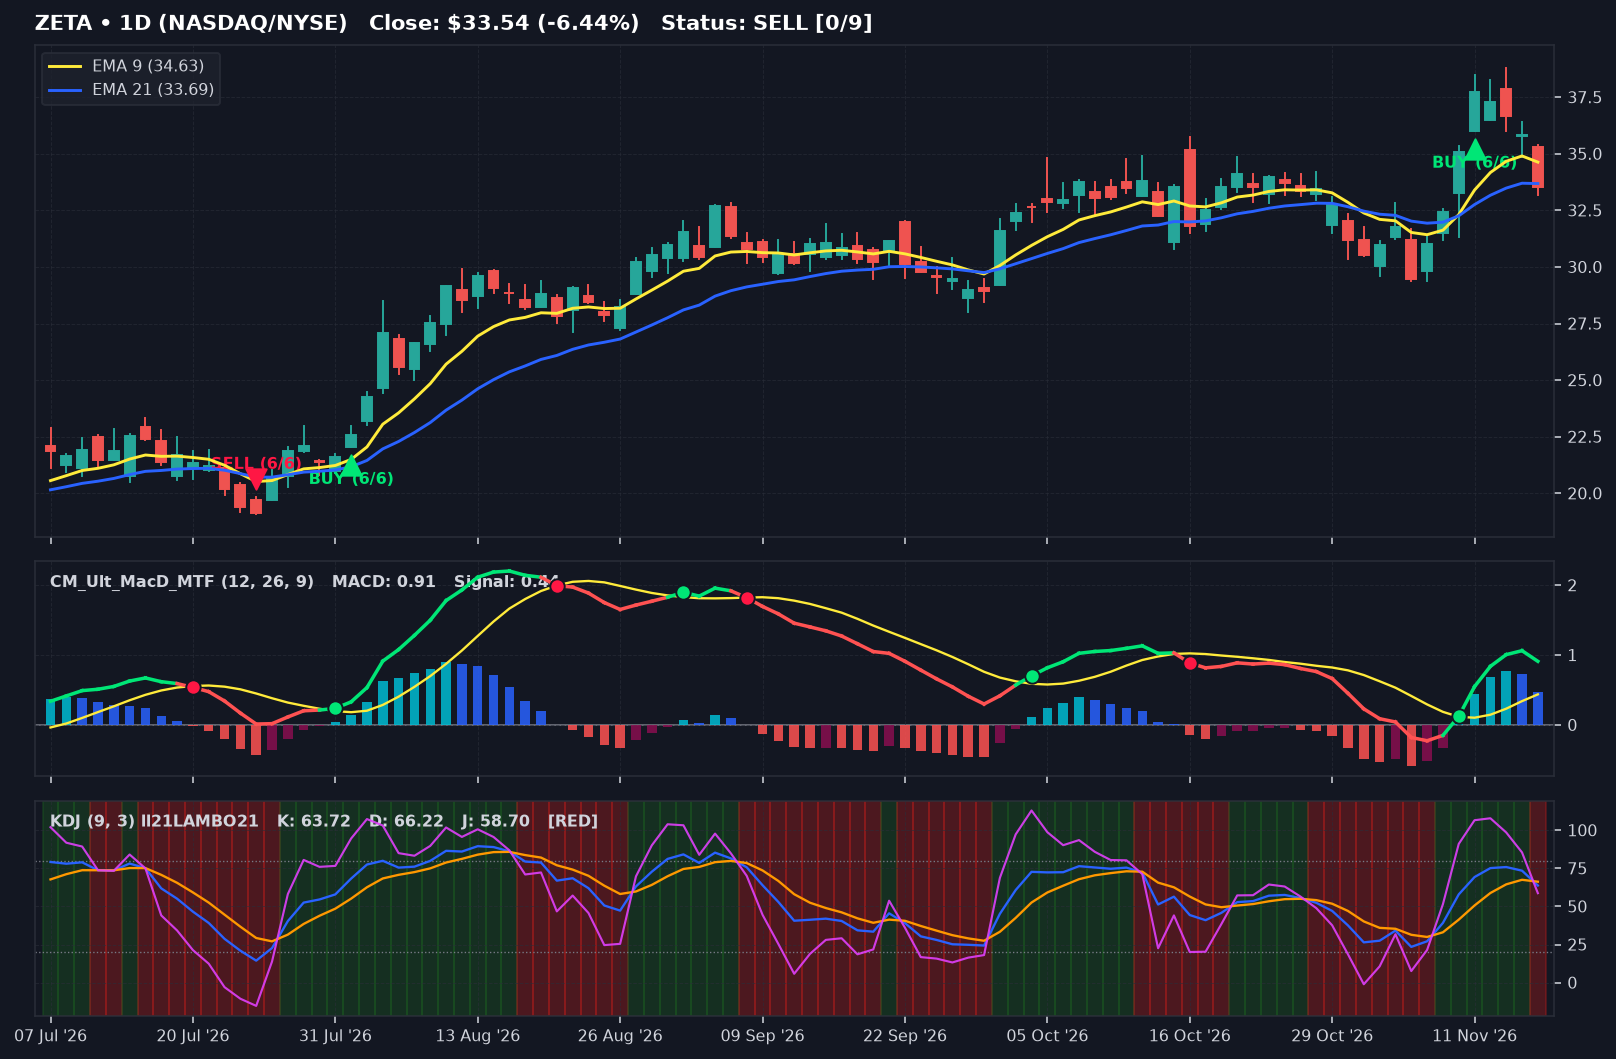 ZETA • 1D (NASDAQ/NYSE)   Close: $33.54 (-6.44%)   Status: SELL [0/9]
EMA 9 (34.63)
EMA 21 (33.69)
37.5
35.0
32.5
30.0
27.5
25.0
22.5
20.0
BUY (6/6)
SELL (6/6)
BUY (6/6)
CM_Ult_MacD_MTF (12, 26, 9)   MACD: 0.91   Signal: 0.44
2
1
0
KDJ (9, 3) II21LAMBO21   K: 63.72   D: 66.22   J: 58.70   [RED]
100
75
50
25
0
07 Jul '26   20 Jul '26   31 Jul '26   13 Aug '26   26 Aug '26   09 Sep '26   22 Sep '26   05 Oct '26   16 Oct '26   29 Oct '26   11 Nov '26